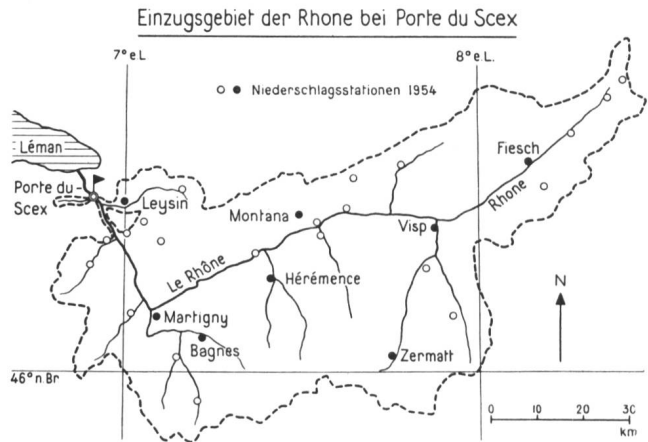 Einzugsgebiet der Rhone bei Porte du Scex
7° e.L.
8° e.L.
Niederschlagsstationen 1954
Léman
Fiesch
Porte du
Scex
Leysin
Rhone
Montana
Visp
Le Rhône
Hérémence
N
Martigny
Bagnes
Zermatt
46° n.Br
0 10 20 30
km